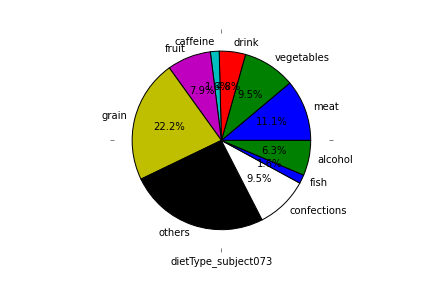 caffeine
drink
fruit
vegetables
7.9%
9.5%
meat
11.1%
grain
22.2%
6.3%
alcohol
9.5%
fish
confections
others
dietType_subject073